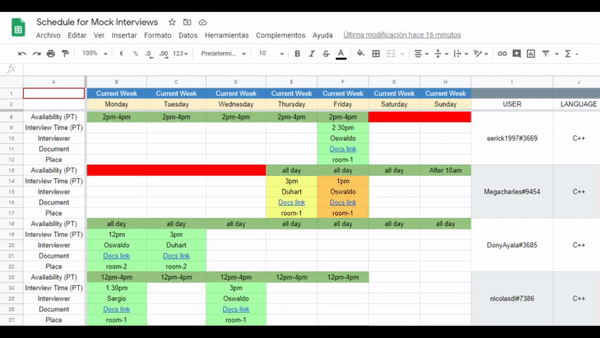 Schedule for Mock Interviews
Archivo Editar Ver Insertar Formato Datos Herramientas Complementos Ayuda Última modificación hace 16 minutos
100% € % .0 .00 123 Predetermi... 10 B I S A
fx
A B C D E F G H I J
1 Current Week Current Week Current Week Current Week Current Week Current Week Current Week
2 Monday Tuesday Wednesday Thursday Friday Saturday Sunday USER LANGUAGE
8 Availability (PT) 2pm-4pm 2pm-4pm 2pm-4pm 2pm-4pm 2pm-4pm
9 Interview Time (PT) 2:30pm
10 Interviewer Oswaldo eerick1997#3669 C++
11 Document Docs link
12 Place room-1
13 Availability (PT) all day all day all day After 10am
14 Interview Time (PT) 3pm 1pm
15 Interviewer Duhart Oswaldo Megacharles#9454 C++
16 Document Docs link Docs link
17 Place room-1 room-1
18 Availability (PT) all day all day all day all day all day all day all day
19 Interview Time (PT) 12pm 3pm
20 Interviewer Oswaldo Duhart DonyAyala#3685 C++
21 Document Docs link Docs link
22 Place room-2 room-2
23 Availability (PT) 12pm-4pm 12pm-4pm 12pm-4pm 12pm-4pm 12pm-4pm
24 Interview Time (PT) 1:30pm 3pm
25 Interviewer Sergio Oswaldo nicolasdi#7386 C++
26 Document Docs link Docs link
27 Place room-1 room-1